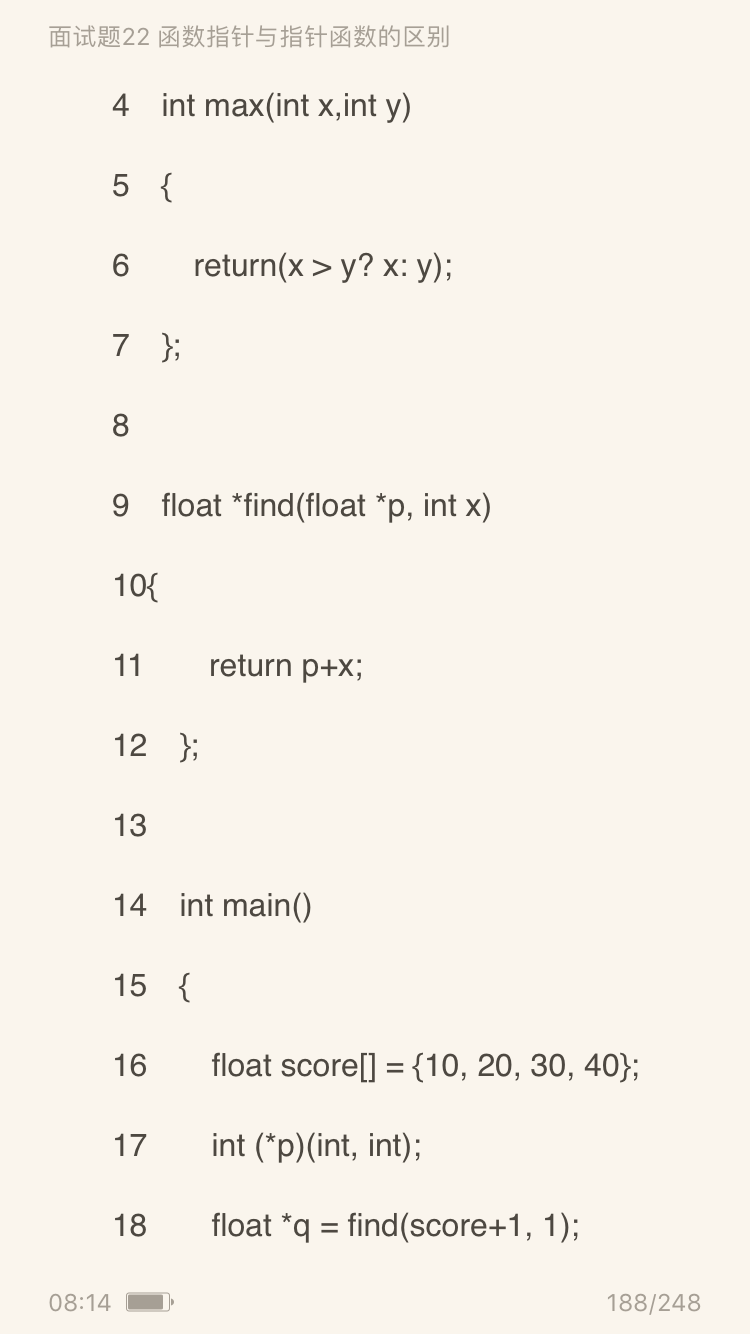 面试题22 函数指针与指针函数的区别
4 int max(int x,int y)
5 {
6 return(x > y? x: y);
7 };
8
9 float *find(float *p, int x)
10{
11 return p+x;
12 };
13
14 int main()
15 {
16 float score[] = {10, 20, 30, 40};
17 int (*p)(int, int);
18 float *q = find(score+1, 1);
08:14 188/248